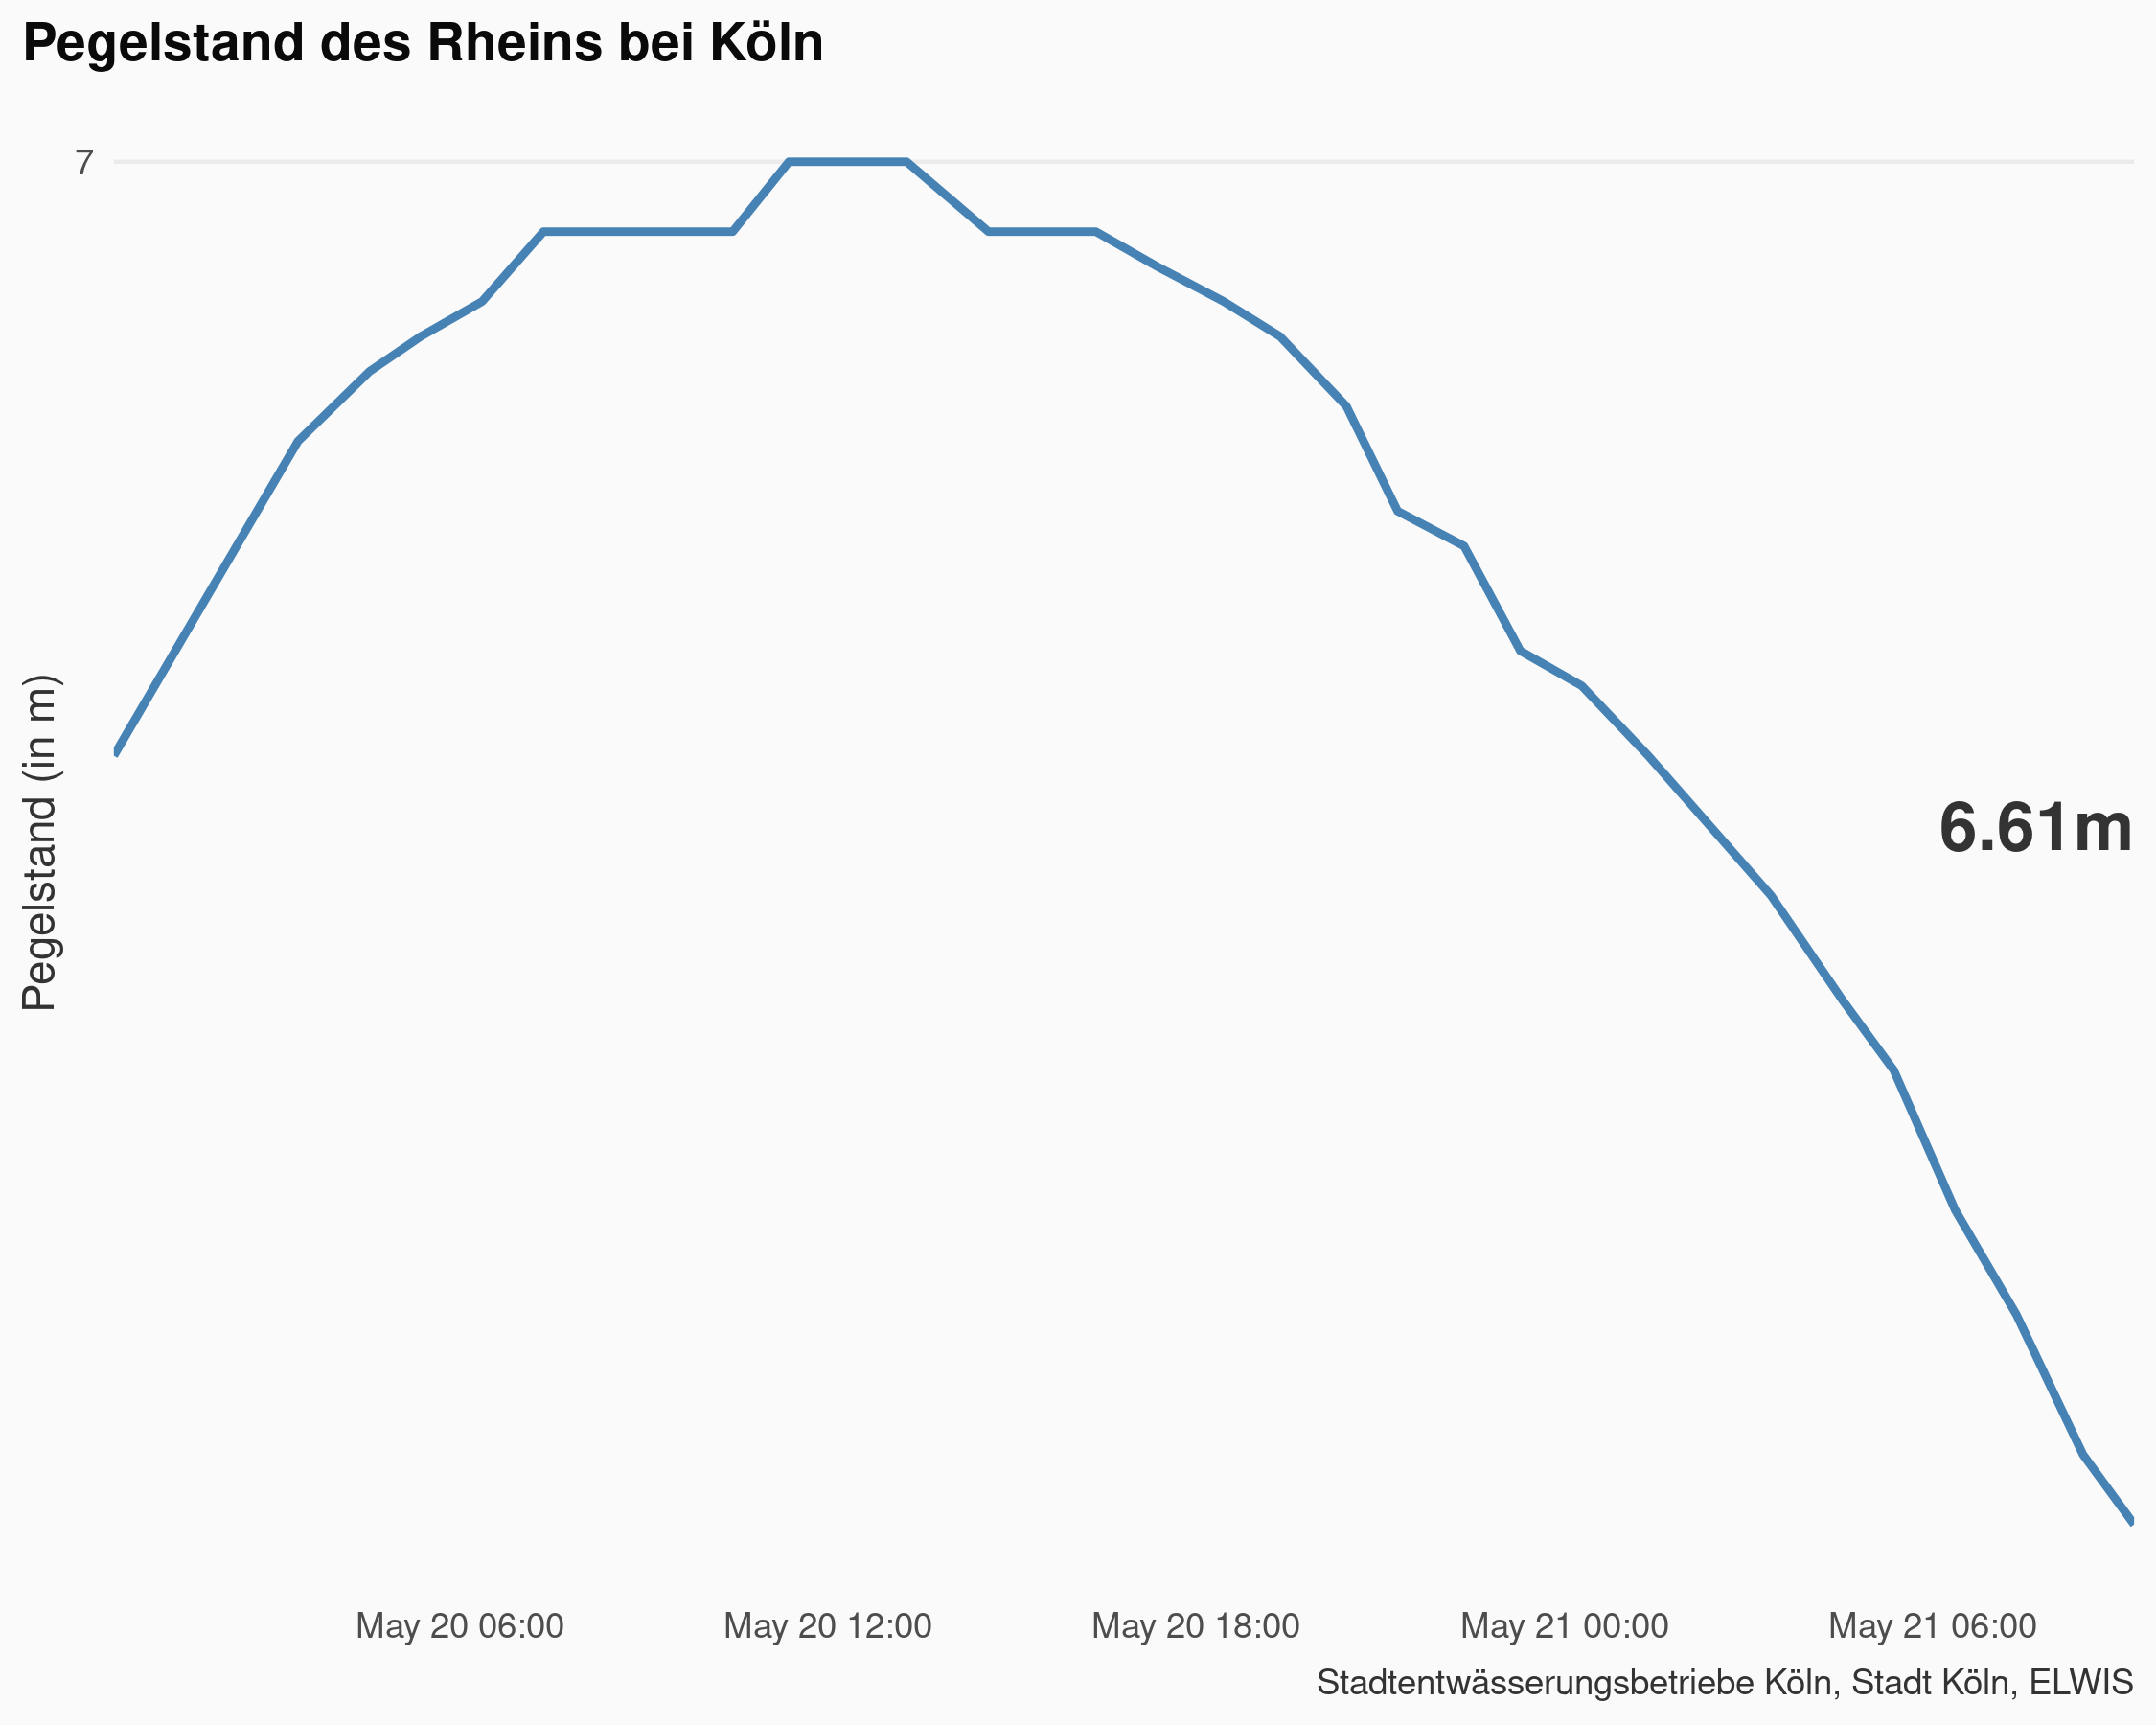 Pegelstand des Rheins bei Köln
7
Pegelstand (in m)
6.61m
May 20 06:00
May 20 12:00
May 20 18:00
May 21 00:00
May 21 06:00
Stadtentwässerungsbetriebe Köln, Stadt Köln, ELWIS